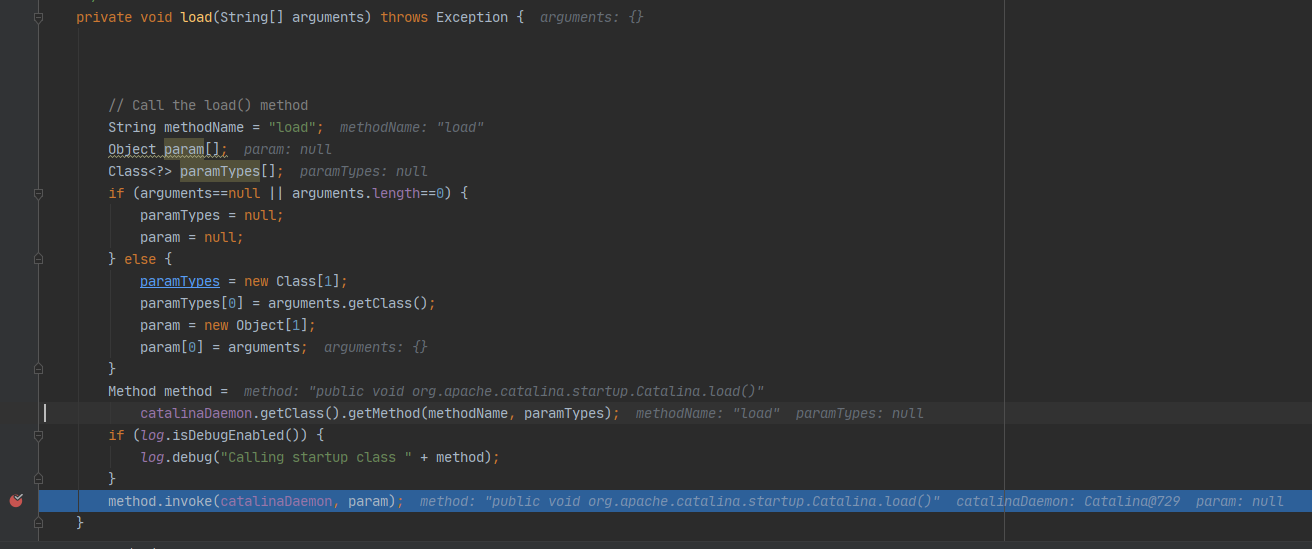 private void load(String[] arguments) throws Exception {  arguments: {}
// Call the load() method
String methodName = "load";  methodName: "load"
Object param[];  param: null
Class<?> paramTypes[];  paramTypes: null
if (arguments==null || arguments.length==0) {
paramTypes = null;
param = null;
} else {
paramTypes = new Class[1];
paramTypes[0] = arguments.getClass();
param = new Object[1];
param[0] = arguments;  arguments: {}
}
Method method =  method: "public void org.apache.catalina.startup.Catalina.load()"
catalinaDaemon.getClass().getMethod(methodName, paramTypes);  methodName: "load"  paramTypes: null
if (log.isDebugEnabled()) {
log.debug("Calling startup class " + method);
}
method.invoke(catalinaDaemon, param);  method: "public void org.apache.catalina.startup.Catalina.load()"  catalinaDaemon: Catalina@729  param: null
}